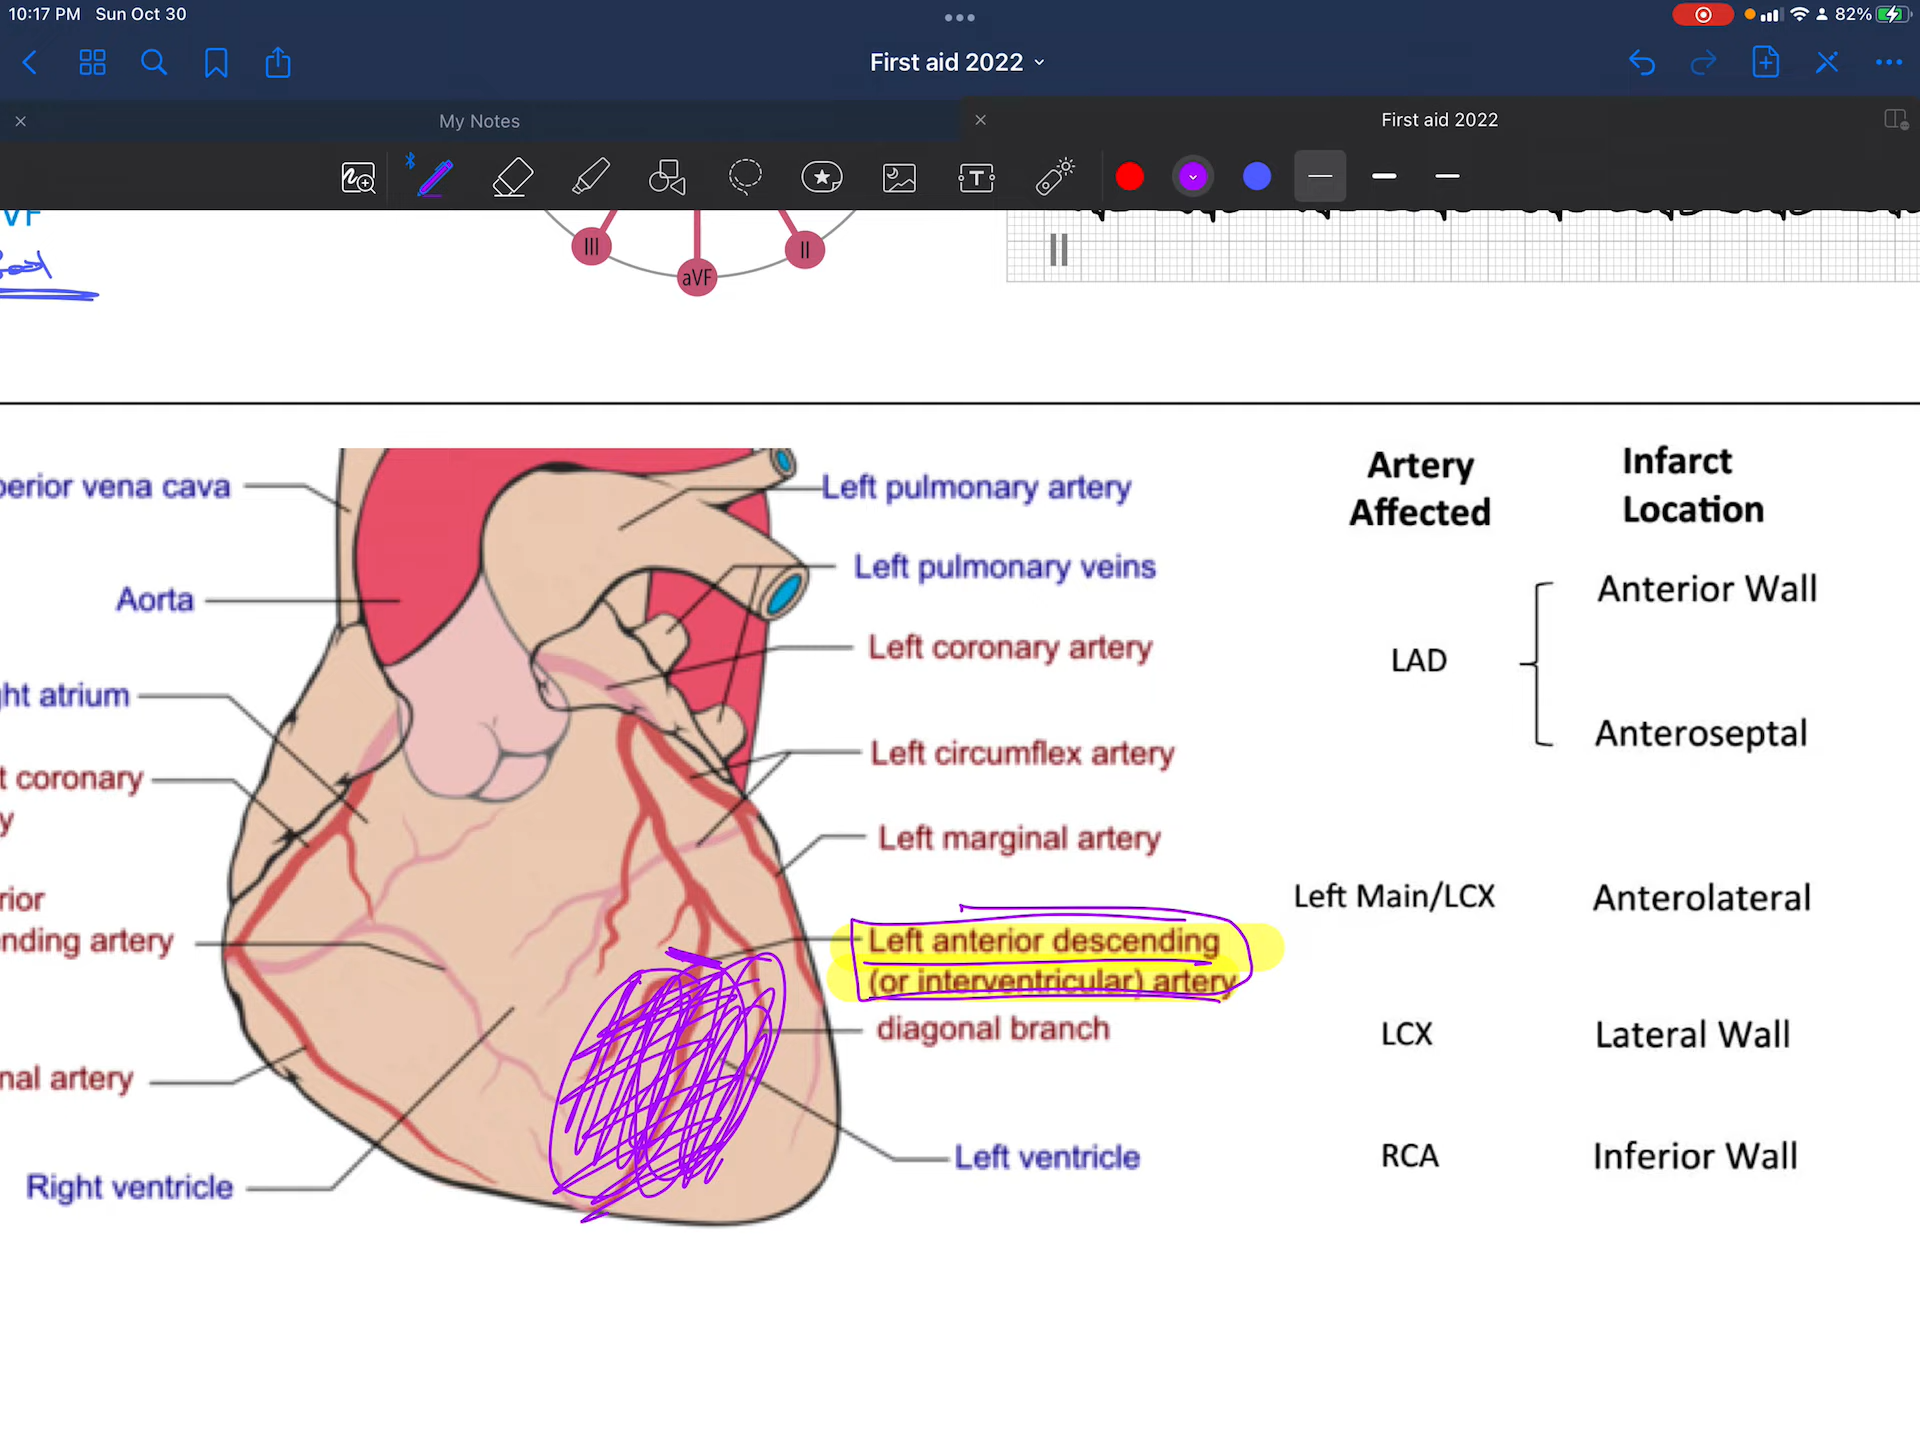 10:17 PM Sun Oct 30
82%
First aid 2022
My Notes
First aid 2022
T
VF
III
aVF
II
II
perior vena cava
Aorta
ht atrium
t coronary
y
rior
nding artery
nal artery
Right ventricle
Left pulmonary artery
Left pulmonary veins
Left coronary artery
Left circumflex artery
Left marginal artery
Left anterior descending
(or interventricular) artery
diagonal branch
Left ventricle
Artery Affected
Infarct Location
LAD
Anterior Wall
Anteroseptal
Left Main/LCX
Anterolateral
LCX
Lateral Wall
RCA
Inferior Wall